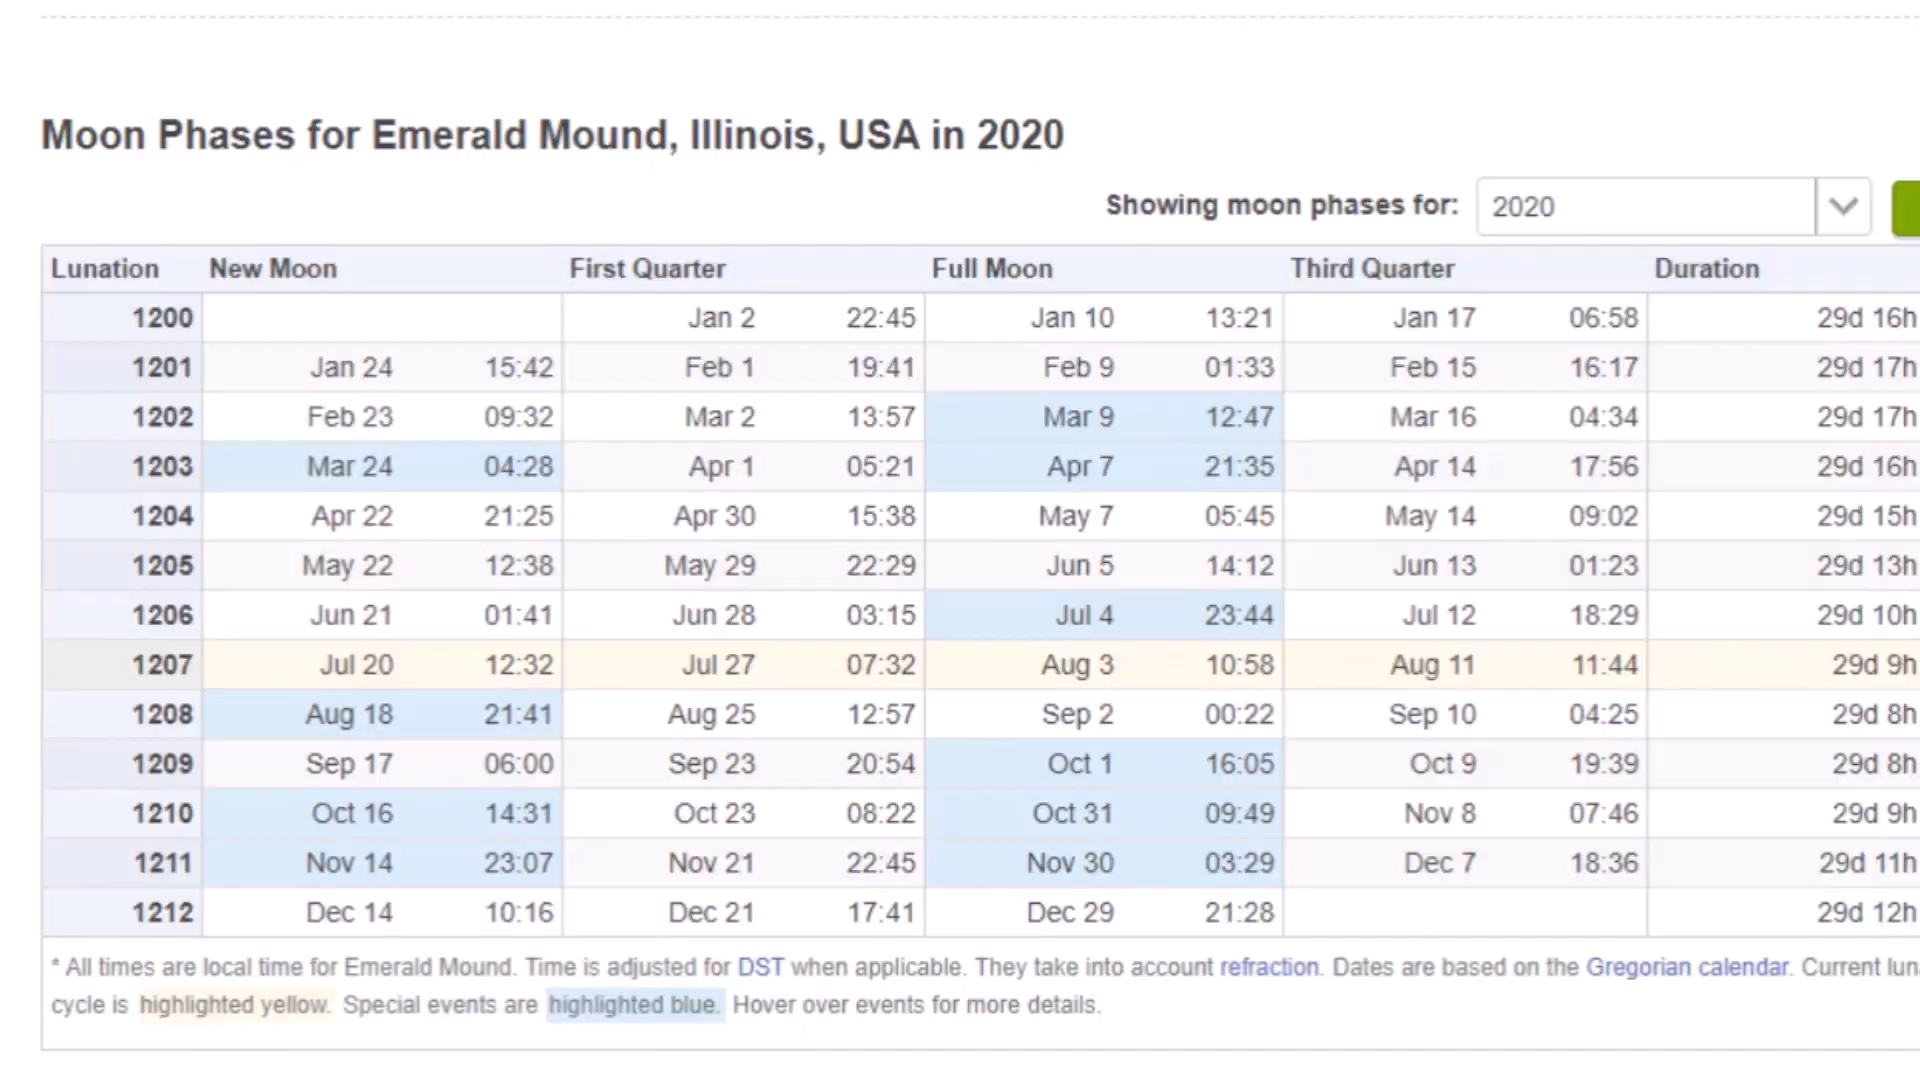 Moon Phases for Emerald Mound, Illinois, USA in 2020
Showing moon phases for: 2020
Lunation New Moon First Quarter Full Moon Third Quarter Duration
1200 Jan 2 22:45 Jan 10 13:21 Jan 17 06:58 29d 16h
1201 Jan 24 15:42 Feb 1 19:41 Feb 9 01:33 Feb 15 16:17 29d 17h
1202 Feb 23 09:32 Mar 2 13:57 Mar 9 12:47 Mar 16 04:34 29d 17h
1203 Mar 24 04:28 Apr 1 05:21 Apr 7 21:35 Apr 14 17:56 29d 16h
1204 Apr 22 21:25 Apr 30 15:38 May 7 05:45 May 14 09:02 29d 15h
1205 May 22 12:38 May 29 22:29 Jun 5 14:12 Jun 13 01:23 29d 13h
1206 Jun 21 01:41 Jun 28 03:15 Jul 4 23:44 Jul 12 18:29 29d 10h
1207 Jul 20 12:32 Jul 27 07:32 Aug 3 10:58 Aug 11 11:44 29d 9h
1208 Aug 18 21:41 Aug 25 12:57 Sep 2 00:22 Sep 10 04:25 29d 8h
1209 Sep 17 06:00 Sep 23 20:54 Oct 1 16:05 Oct 9 19:39 29d 8h
1210 Oct 16 14:31 Oct 23 08:22 Oct 31 09:49 Nov 8 07:46 29d 9h
1211 Nov 14 23:07 Nov 21 22:45 Nov 30 03:29 Dec 7 18:36 29d 11h
1212 Dec 14 10:16 Dec 21 17:41 Dec 29 21:28 29d 12h
* All times are local time for Emerald Mound. Time is adjusted for DST when applicable. They take into account refraction. Dates are based on the Gregorian calendar. Current
cycle is highlighted yellow. Special events are highlighted blue. Hover over events for more details.